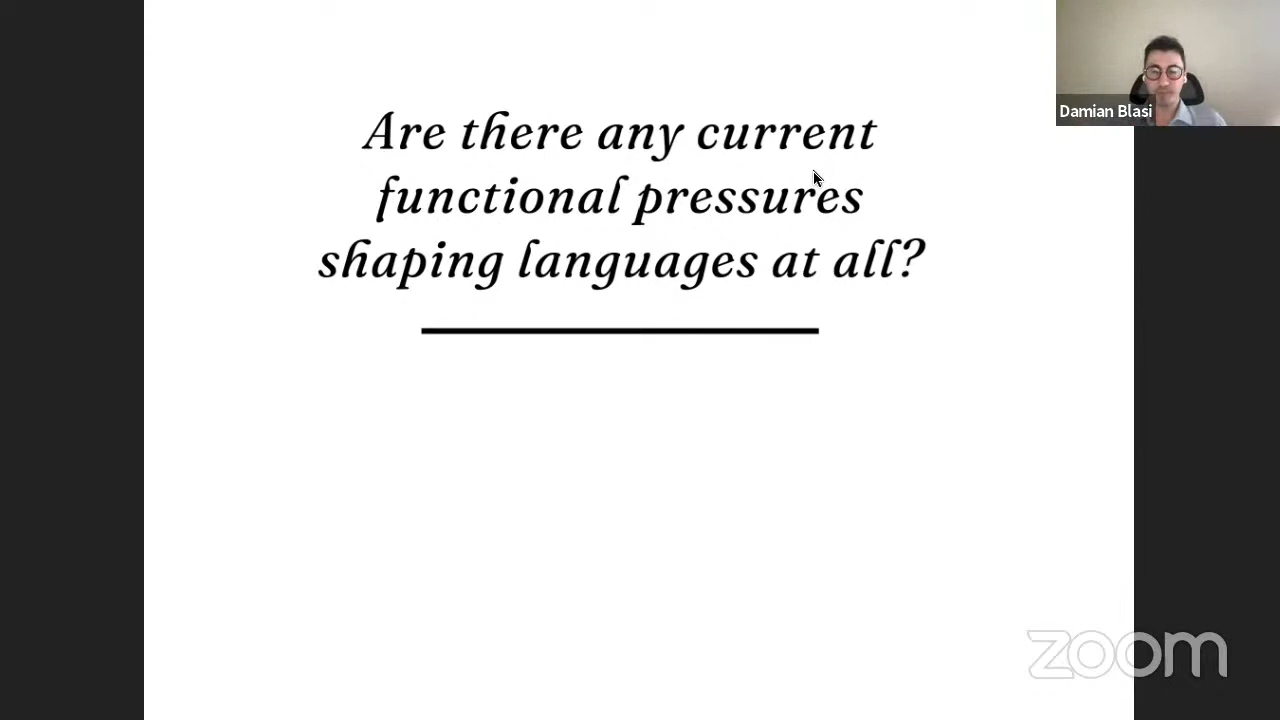 Are there any current
functional pressures
shaping languages at all?
Damian Blasi
zoom